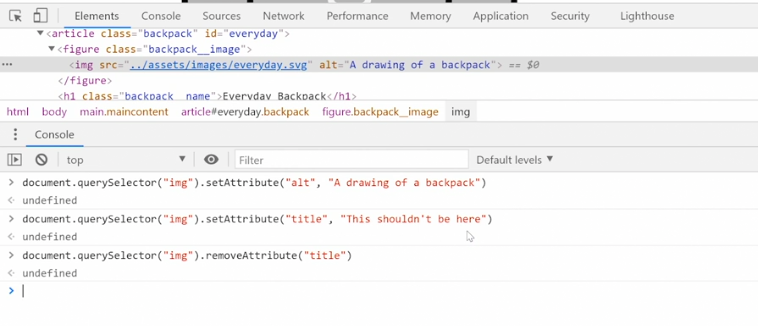 Elements Console Sources Network Performance Memory Application Security Lighthouse
▼<article class="backpack" id="everyday">
▼<figure class="backpack__image">
<img src="../assets/images/everyday.svg" alt="A drawing of a backpack"> == $0
</figure>
<h1 class="backpack__name">Everyday Backpack</h1>
html body main.maincontent article#everyday.backpack figure.backpack__image img
Console
top ▼ Filter Default levels ▼
> document.querySelector("img").setAttribute("alt", "A drawing of a backpack")
< undefined
> document.querySelector("img").setAttribute("title", "This shouldn't be here")
< undefined
> document.querySelector("img").removeAttribute("title")
< undefined
>